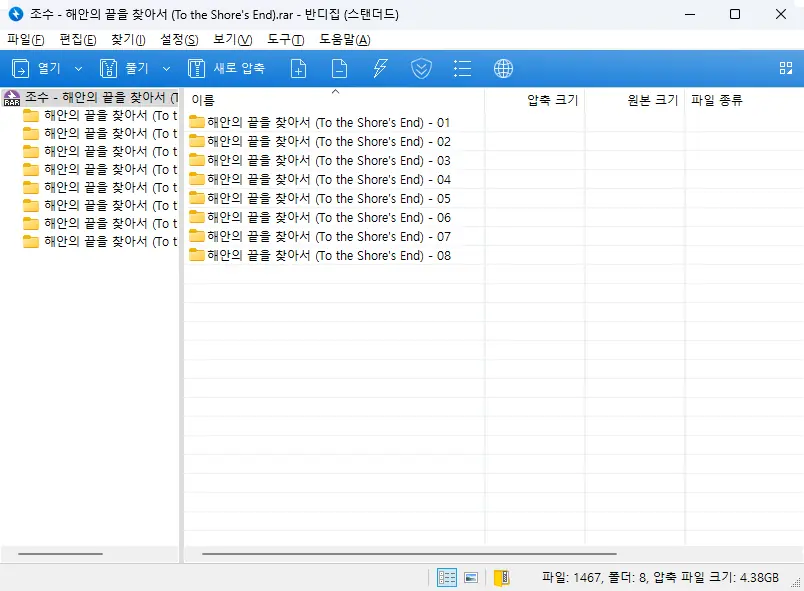 조수 - 해안의 끝을 찾아서 (To the Shore's End).rar - 반디집 (스탠더드)
파일(F) 편집(E) 찾기(I) 설정(S) 보기(V) 도구(T) 도움말(A)
열기 풀기 새로 압축
조수 - 해안의 끝을 찾아서 (T
해안의 끝을 찾아서 (To t
해안의 끝을 찾아서 (To t
해안의 끝을 찾아서 (To t
해안의 끝을 찾아서 (To t
해안의 끝을 찾아서 (To t
해안의 끝을 찾아서 (To t
해안의 끝을 찾아서 (To t
해안의 끝을 찾아서 (To t
이름 압축 크기 원본 크기 파일 종류
해안의 끝을 찾아서 (To the Shore's End) - 01
해안의 끝을 찾아서 (To the Shore's End) - 02
해안의 끝을 찾아서 (To the Shore's End) - 03
해안의 끝을 찾아서 (To the Shore's End) - 04
해안의 끝을 찾아서 (To the Shore's End) - 05
해안의 끝을 찾아서 (To the Shore's End) - 06
해안의 끝을 찾아서 (To the Shore's End) - 07
해안의 끝을 찾아서 (To the Shore's End) - 08
파일: 1467, 폴더: 8, 압축 파일 크기: 4.38GB